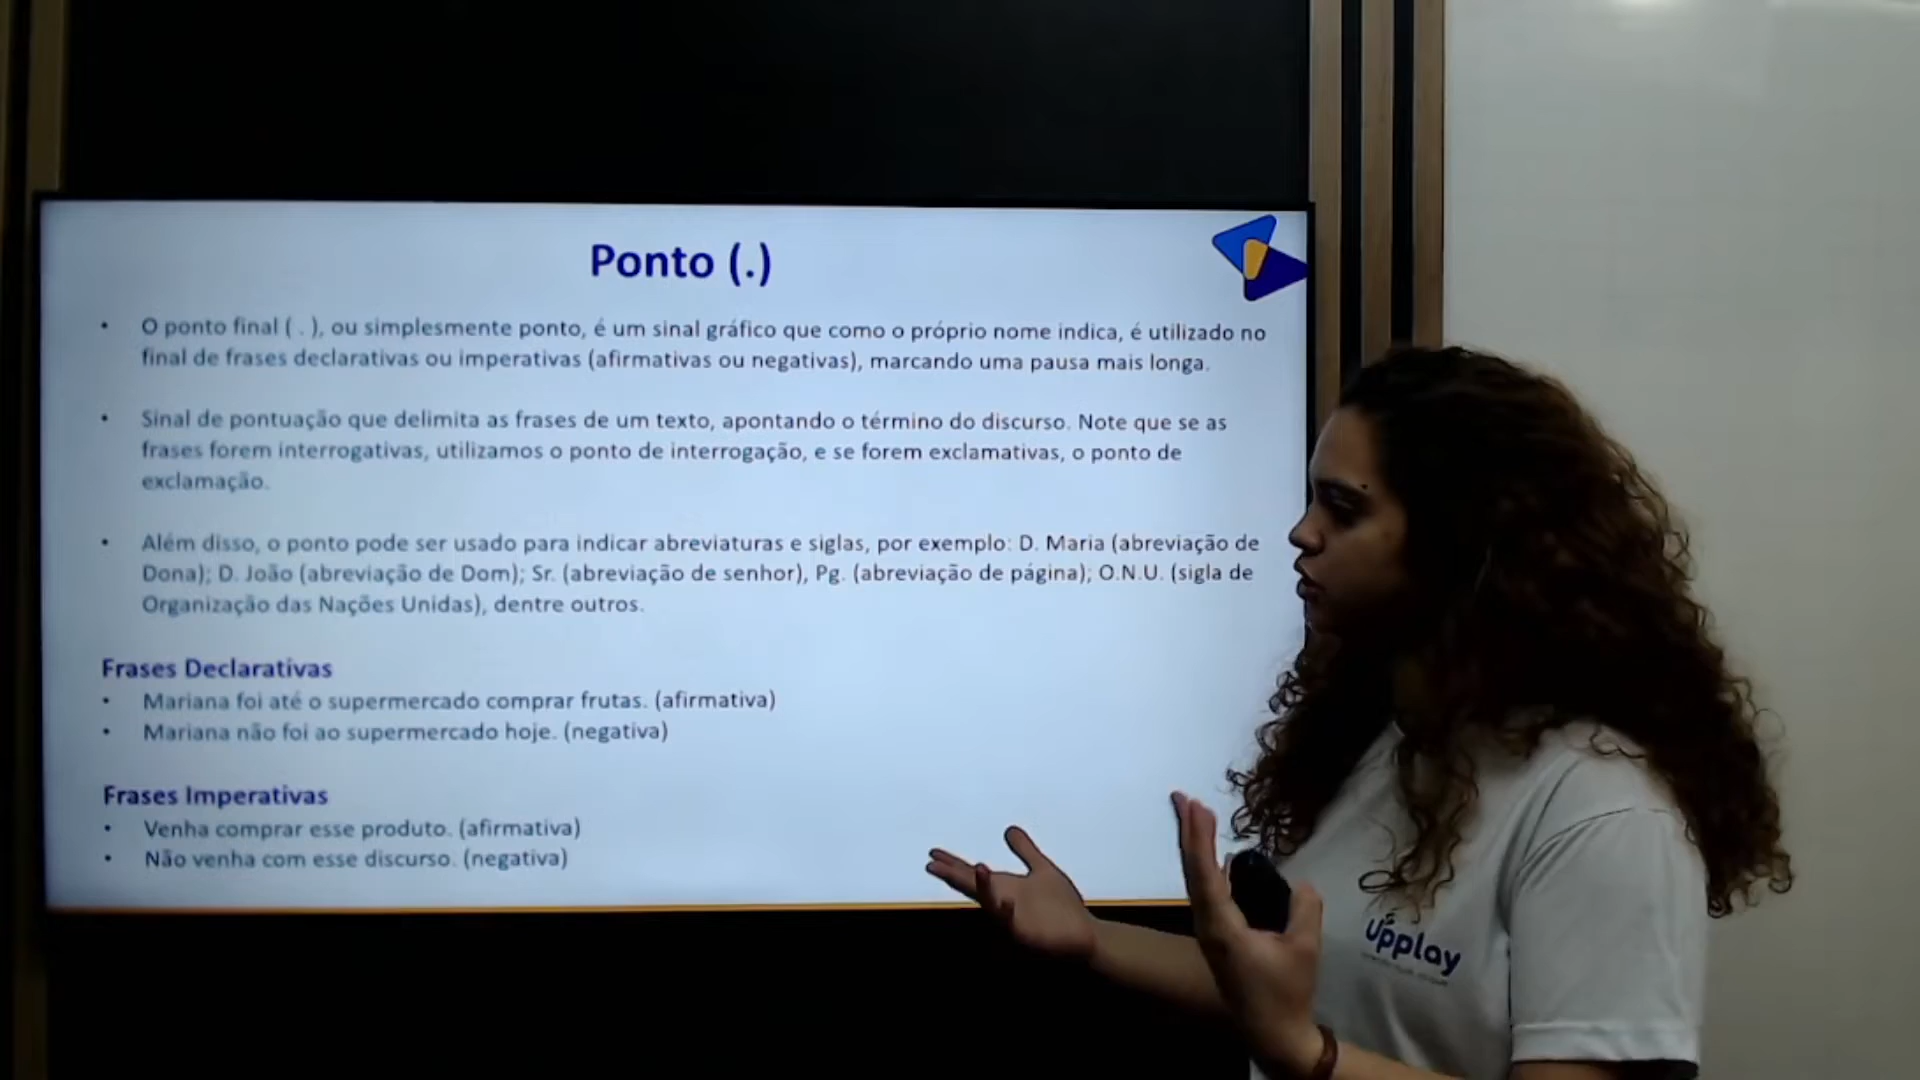 Ponto (.)
• O ponto final ( . ), ou simplesmente ponto, é um sinal gráfico que como o próprio nome indica, é utilizado no
final de frases declarativas ou imperativas (afirmativas ou negativas), marcando uma pausa mais longa.
• Sinal de pontuação que delimita as frases de um texto, apontando o término do discurso. Note que se as
frases forem interrogativas, utilizamos o ponto de interrogação, e se forem exclamativas, o ponto de
exclamação.
• Além disso, o ponto pode ser usado para indicar abreviaturas e siglas, por exemplo: D. Maria (abreviação de
Dona); D. João (abreviação de Dom); Sr. (abreviação de senhor), Pg. (abreviação de página); O.N.U. (sigla de
Organização das Nações Unidas), dentre outros.
Frases Declarativas
• Mariana foi até o supermercado comprar frutas. (afirmativa)
• Mariana não foi ao supermercado hoje. (negativa)
Frases Imperativas
• Venha comprar esse produto. (afirmativa)
• Não venha com esse discurso. (negativa)
Upplay